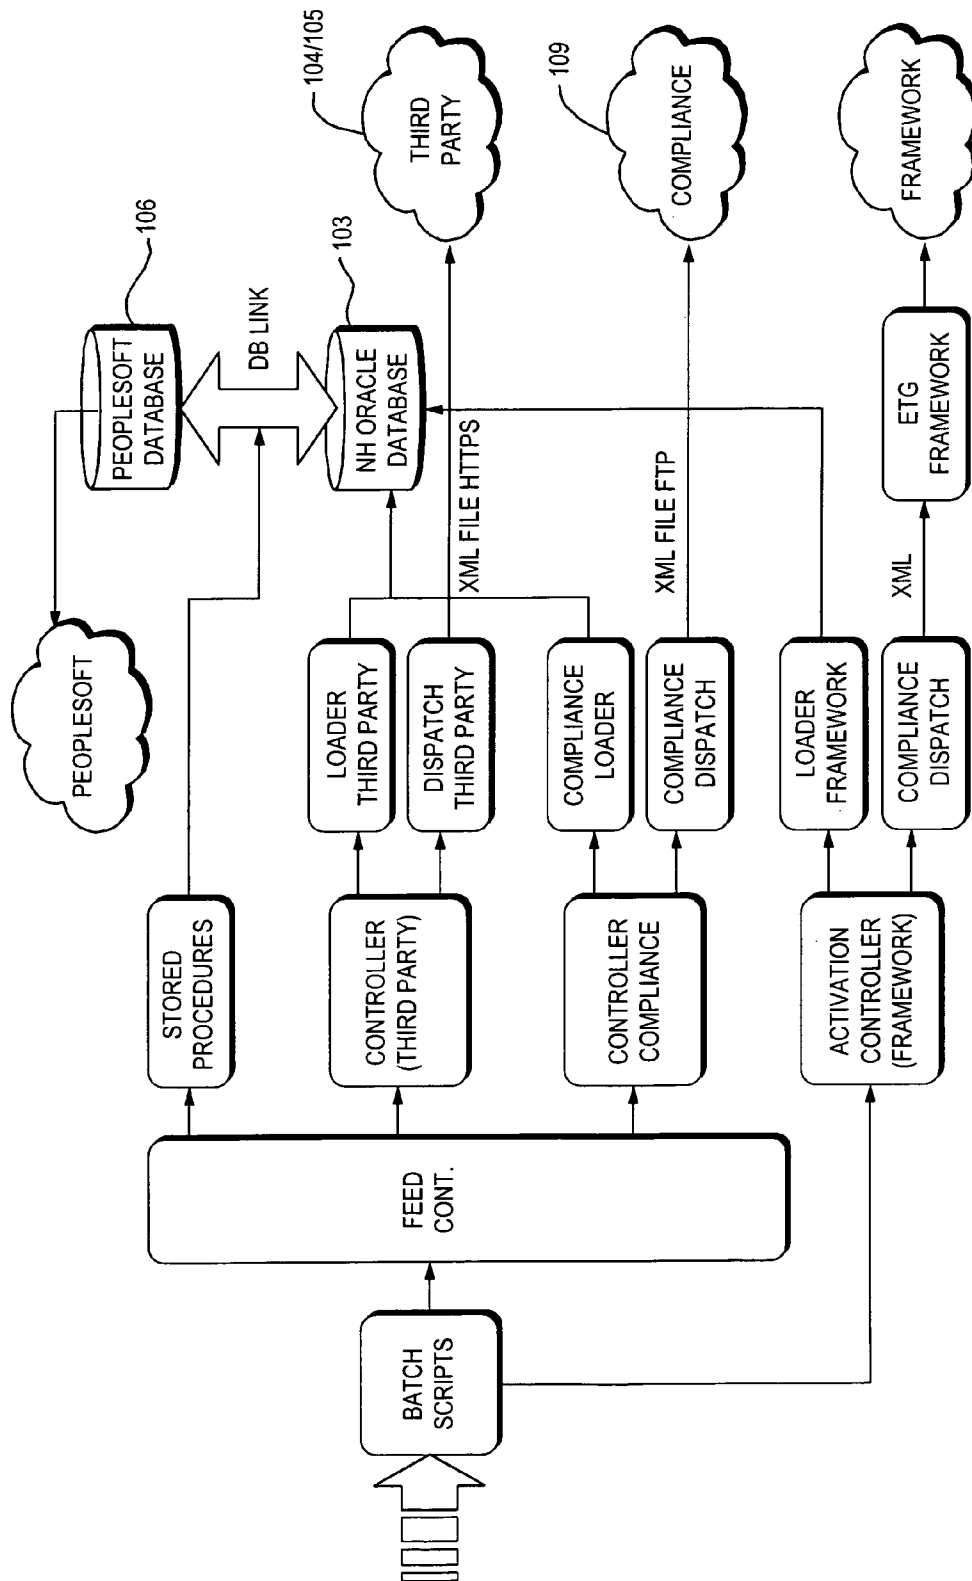 BATCH
SCRIPTS
FEED
CONT.
STORED
PROCEDURES
CONTROLLER
(THIRD PARTY)
CONTROLLER
COMPLIANCE
ACTIVATION
CONTROLLER
(FRAMEWORK)
LOADER
THIRD PARTY
DISPATCH
THIRD PARTY
COMPLIANCE
LOADER
COMPLIANCE
DISPATCH
LOADER
FRAMEWORK
COMPLIANCE
DISPATCH
PEOPLESOFT
PEOPLESOFT
DATABASE
106
DB LINK
NH ORACLE
DATABASE
103
XML FILE HTTPS
XML FILE FTP
XML
ETG
FRAMEWORK
THIRD
PARTY
104/105
COMPLIANCE
109
FRAMEWORK